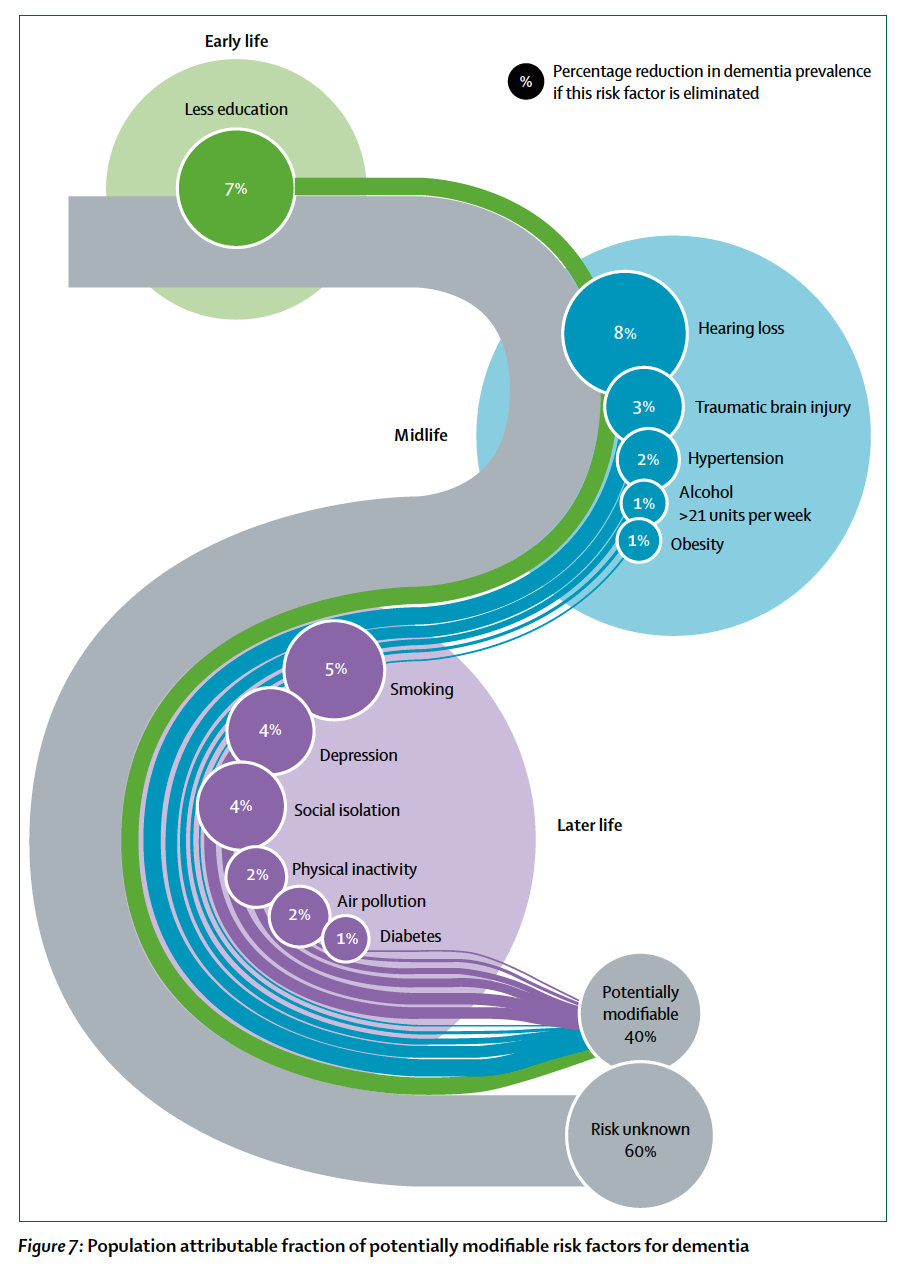 Early life
% Percentage reduction in dementia prevalence
if this risk factor is eliminated
Less education
7%
8% Hearing loss
3% Traumatic brain injury
Midlife
2% Hypertension
1% Alcohol
>21 units per week
1% Obesity
5% Smoking
4% Depression
4% Social isolation
Later life
2% Physical inactivity
2% Air pollution
1% Diabetes
Potentially
modifiable
40%
Risk unknown
60%
Figure 7: Population attributable fraction of potentially modifiable risk factors for dementia